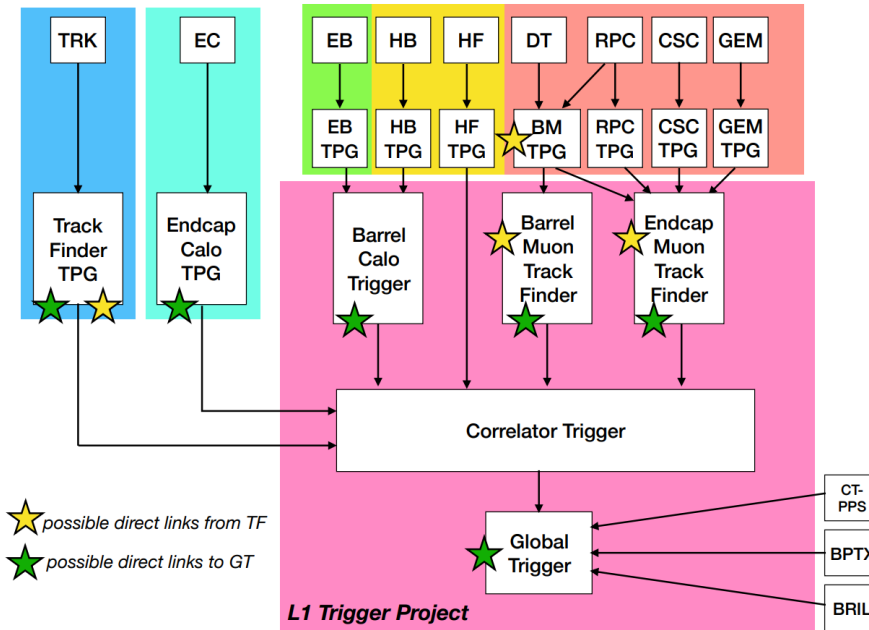 TRK
EC
EB
HB
HF
DT
RPC
CSC
GEM
EB
TPG
HB
TPG
HF
TPG
BM
TPG
RPC
TPG
CSC
TPG
GEM
TPG
Track
Finder
TPG
Endcap
Calo
TPG
Barrel
Calo
Trigger
Barrel
Muon
Track
Finder
Endcap
Muon
Track
Finder
Correlator Trigger
possible direct links from TF
possible direct links to GT
Global
Trigger
CT-
PPS
BPTX
BRIL
L1 Trigger Project